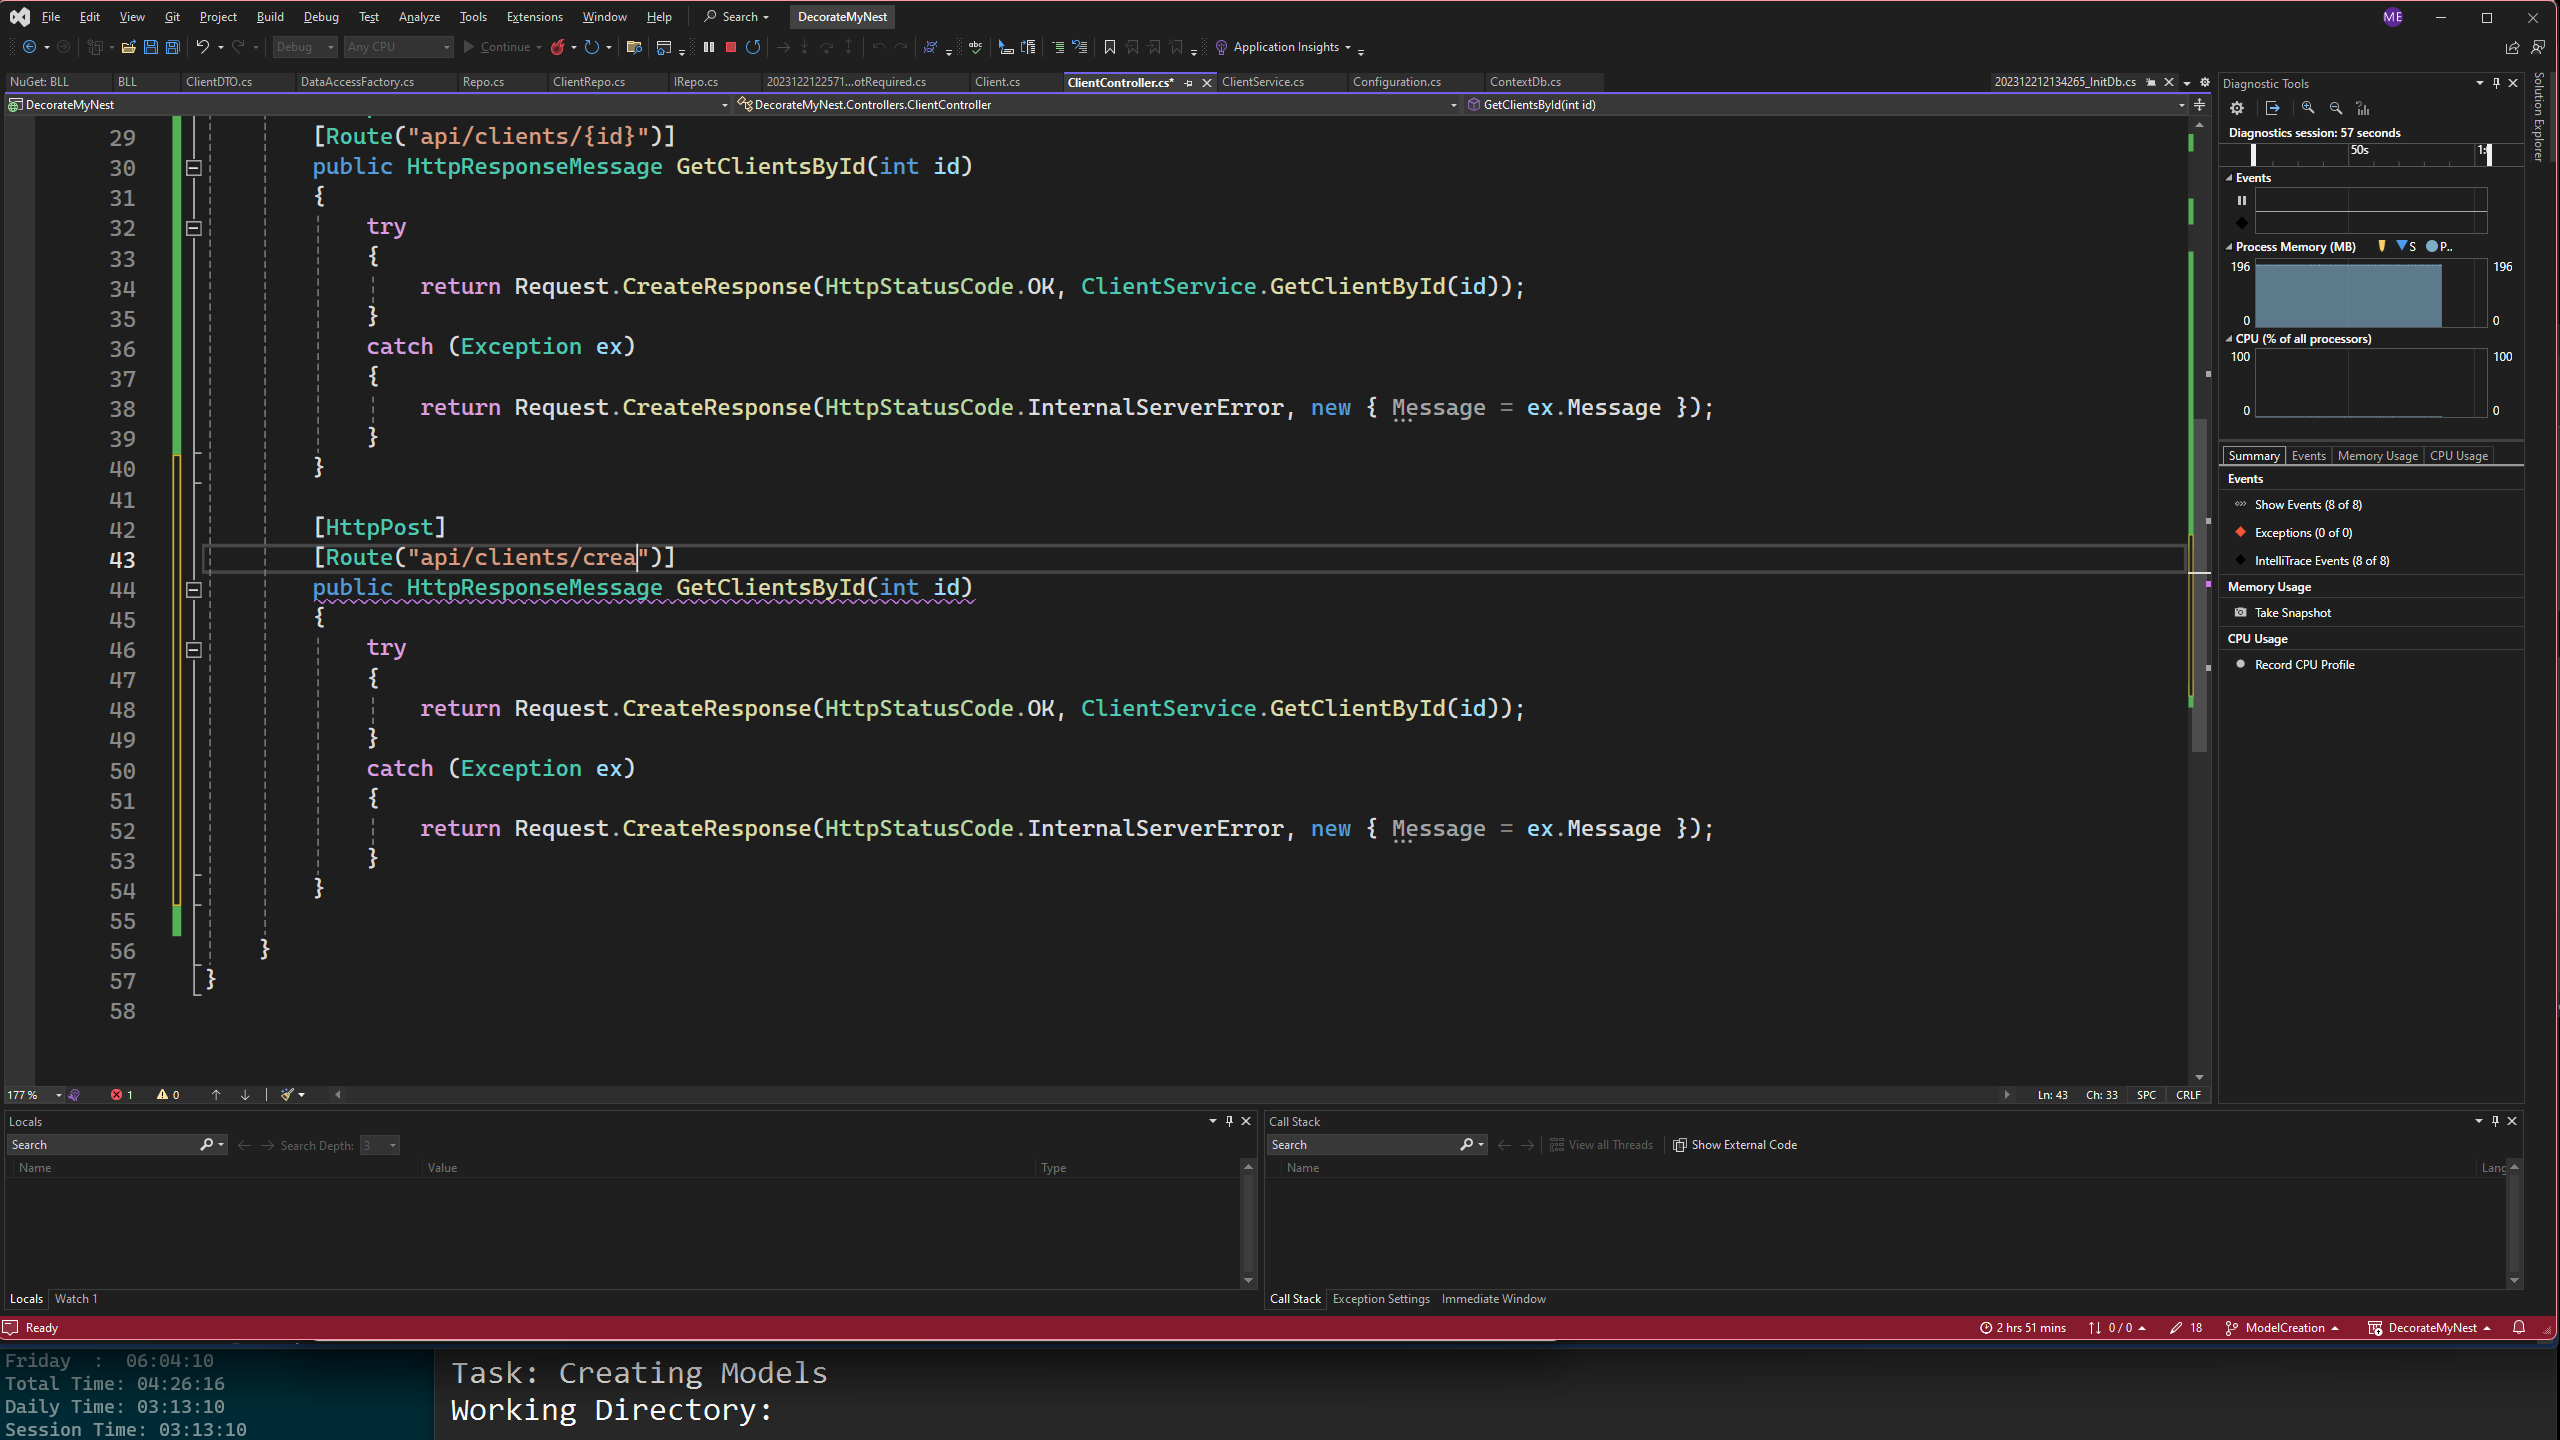 File Edit View Git Project Build Debug Test Analyze Tools Extensions Window Help Search DecorateMyNest ME
Debug Any CPU Continue Application Insights
NuGet: BLL BLL ClientDTO.cs DataAccessFactory.cs Repo.cs ClientRepo.cs IRepo.cs 2023122122571...otRequired.cs Client.cs ClientController.cs* ClientService.cs Configuration.cs ContextDb.cs 202312212134265_InitDb.cs
DecorateMyNest DecorateMyNest.Controllers.ClientController GetClientsById(int id)
29 [Route("api/clients/{id}")]
30 public HttpResponseMessage GetClientsById(int id)
31 {
32 try
33 {
34 return Request.CreateResponse(HttpStatusCode.OK, ClientService.GetClientById(id));
35 }
36 catch (Exception ex)
37 {
38 return Request.CreateResponse(HttpStatusCode.InternalServerError, new { Message = ex.Message });
39 }
40 }
41
42 [HttpPost]
43 [Route("api/clients/crea")]
44 public HttpResponseMessage GetClientsById(int id)
45 {
46 try
47 {
48 return Request.CreateResponse(HttpStatusCode.OK, ClientService.GetClientById(id));
49 }
50 catch (Exception ex)
51 {
52 return Request.CreateResponse(HttpStatusCode.InternalServerError, new { Message = ex.Message });
53 }
54 }
55
56 }
57 }
58
177 % 1 0 Ln: 43 Ch: 33 SPC CRLF
Diagnostic Tools
Diagnostics session: 57 seconds
50s 1:
Events
Process Memory (MB) S P..
196 196
0 0
CPU (% of all processors)
100 100
0 0
Summary Events Memory Usage CPU Usage
Events
Show Events (8 of 8)
Exceptions (0 of 0)
IntelliTrace Events (8 of 8)
Memory Usage
Take Snapshot
CPU Usage
Record CPU Profile
Solution Explorer
Locals
Search Search Depth: 3
Name Value Type
Locals Watch 1
Call Stack
Search View all Threads Show External Code
Name Lang
Call Stack Exception Settings Immediate Window
Ready 2 hrs 51 mins 0 / 0 18 ModelCreation DecorateMyNest
Friday : 06:04:10
Total Time: 04:26:16
Daily Time: 03:13:10
Session Time: 03:13:10
Task: Creating Models
Working Directory: